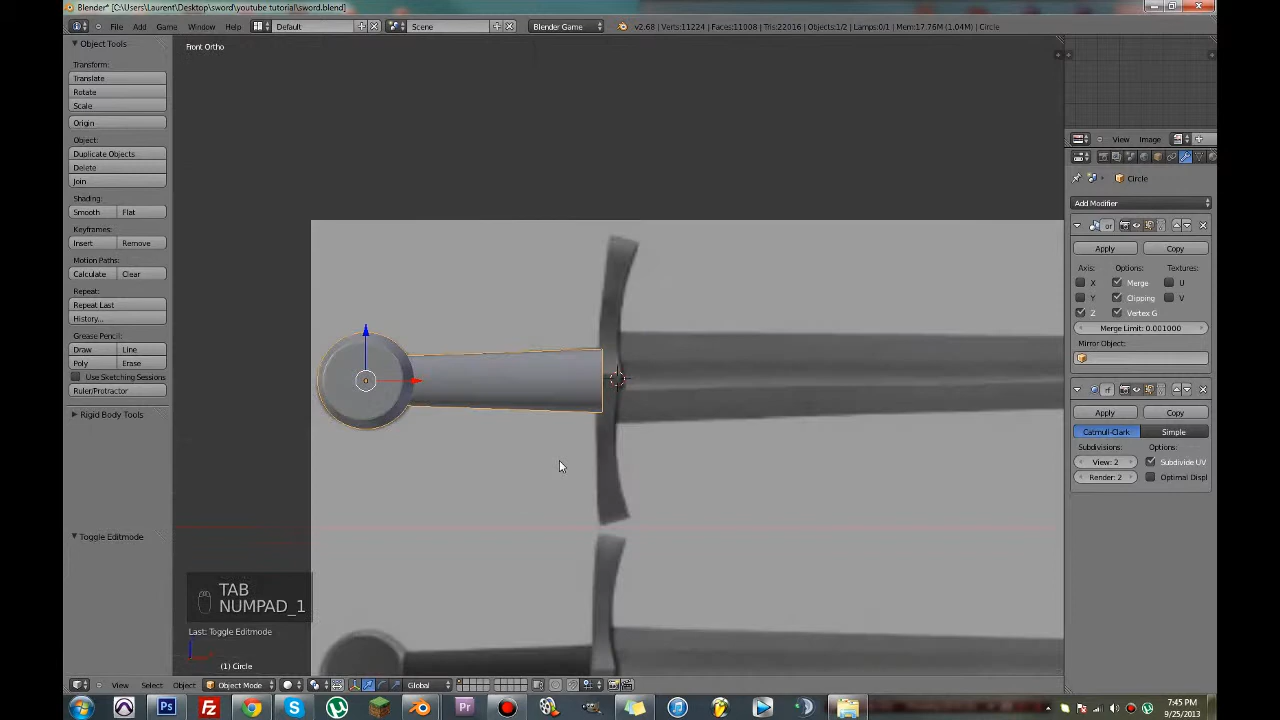 Blender* [C:\Users\Laurent\Desktop\sword\youtube tutorial\sword.blend]
File Add Game Window Help Default Scene Blender Game v2.68 | Verts:11224 | Faces:11008 | Tris:22016 | Objects:1/2 | Lamps:0/1 | Mem:17.76M (1.04M) | Circle
Object Tools
Front Ortho
Transform:
Translate
Rotate
Scale
Origin
Object:
Duplicate Objects
Delete
Join
Shading:
Smooth Flat
Keyframes:
Insert Remove
Motion Paths:
Calculate Clear
Repeat:
Repeat Last
History...
Grease Pencil:
Draw Line
Poly Erase
Use Sketching Sessions
Ruler/Protractor
Rigid Body Tools
Toggle Editmode
TAB
NUMPAD_1
Last: Toggle Editmode
(1) Circle
View Select Object Object Mode Global
View Image
Circle
Add Modifier
Apply Copy
Axis: Options: Textures:
X Merge U
Y Clipping V
Z Vertex G
Merge Limit: 0.001000
Mirror Object:
Apply Copy
Catmull-Clark Simple
Subdivisions: Options:
View: 2 Subdivide UV
Render: 2 Optimal Displ
7:45 PM
9/25/2013